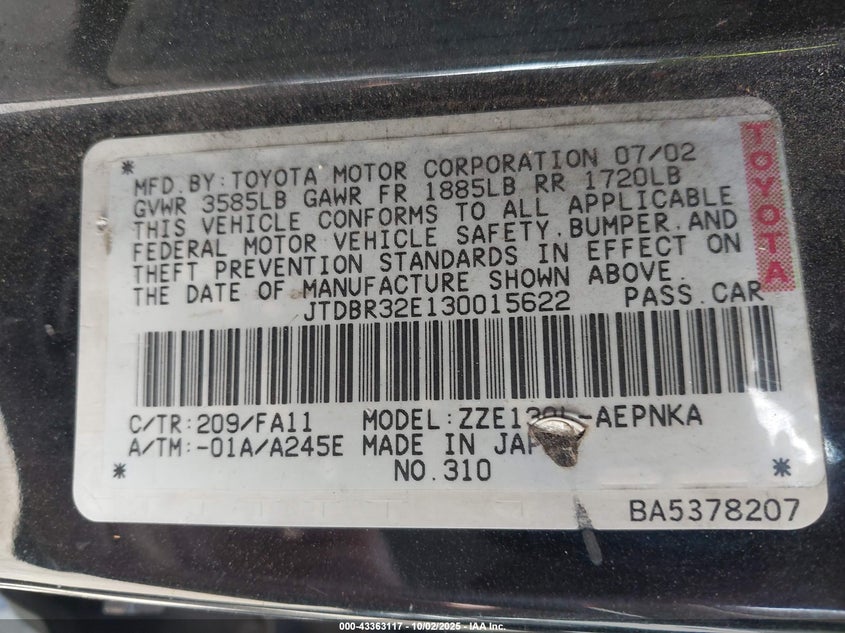 MFD.BY:TOYOTA MOTOR CORPORATION 07/02
GVWR 3585LB GAWR FR 1885LB RR 1720LB
THIS VEHICLE CONFORMS TO ALL APPLICABLE
FEDERAL MOTOR VEHICLE SAFETY,BUMPER,AND
THEFT PREVENTION STANDARDS IN EFFECT ON
THE DATE OF MANUFACTURE SHOWN ABOVE.
JTDBR32E130015622 PASS.CAR
TOYOTA
C/TR:209/FA11 MODEL: -AEPNKA
A/TM:-01A/A245E MADE IN
NO.310
BA5378207
000-43363117 - 10/02/2025 - IAA Inc.